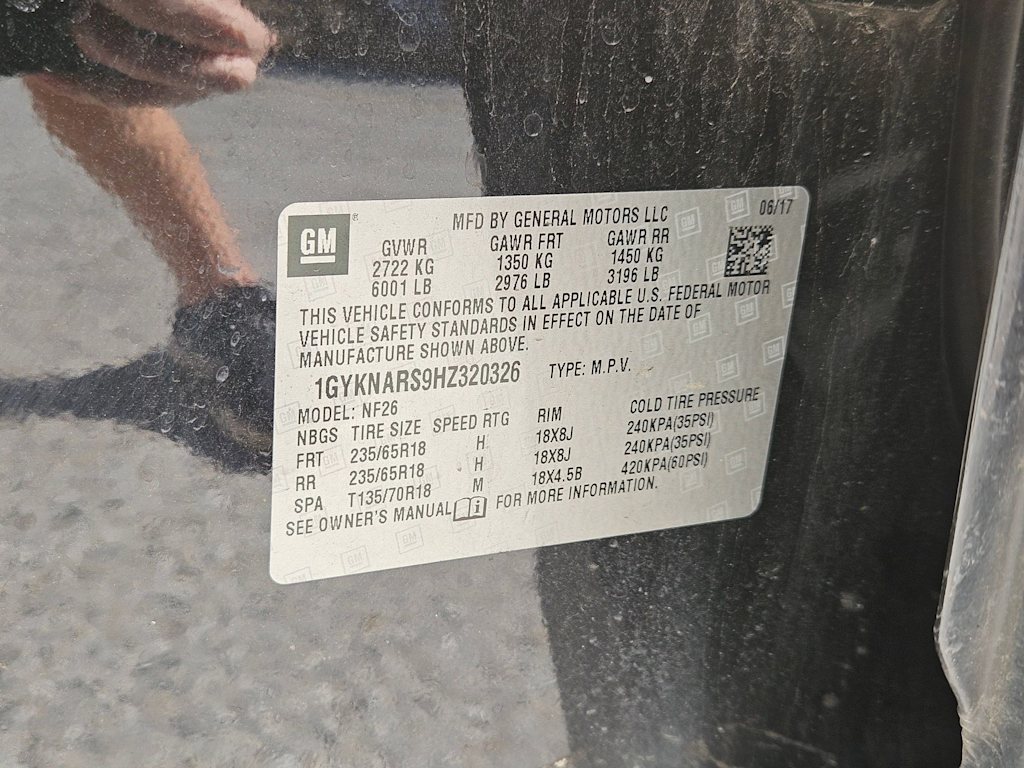 GM ®
MFD BY GENERAL MOTORS LLC 06/17
GVWR GAWR FRT GAWR RR
2722 KG 1350 KG 1450 KG
6001 LB 2976 LB 3196 LB
THIS VEHICLE CONFORMS TO ALL APPLICABLE U.S. FEDERAL MOTOR
VEHICLE SAFETY STANDARDS IN EFFECT ON THE DATE OF
MANUFACTURE SHOWN ABOVE.
1GYKNARS9HZ320326 TYPE: M.P.V.
MODEL: NF26
NBGS TIRE SIZE SPEED RTG RIM COLD TIRE PRESSURE
FRT 235/65R18 H 18X8J 240KPA(35PSI)
RR 235/65R18 H 18X8J 240KPA(35PSI)
SPA T135/70R18 M 18X4.5B 420KPA(60PSI)
SEE OWNER'S MANUAL i FOR MORE INFORMATION.